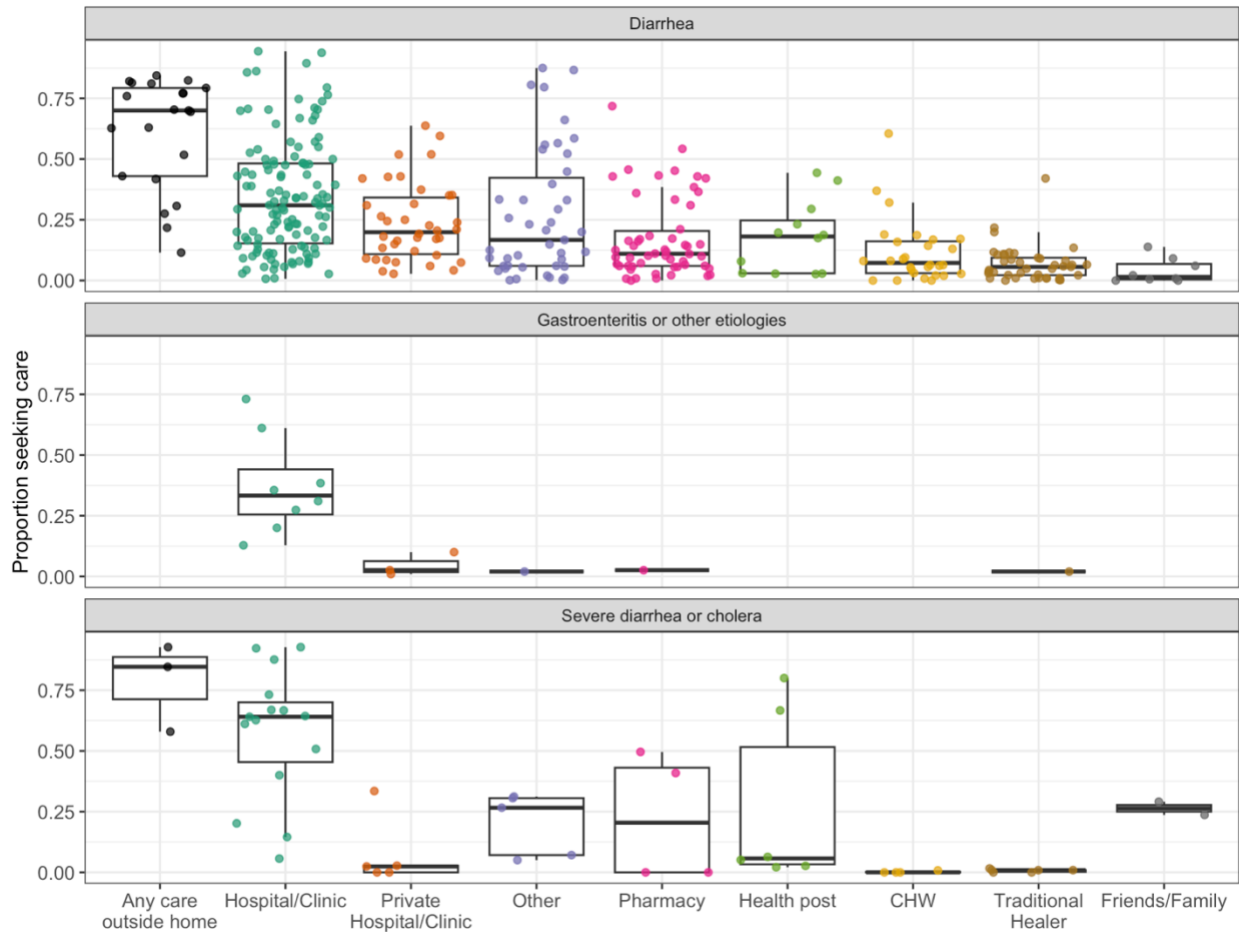 Diarrhea
0.75
0.50
0.25
0.00
Gastroenteritis or other etiologies
0.75
0.50
0.25
0.00
Severe diarrhea or cholera
0.75
0.50
0.25
0.00
Proportion seeking care
Any care
outside home
Hospital/Clinic
Private
Hospital/Clinic
Other
Pharmacy
Health post
CHW
Traditional
Healer
Friends/Family